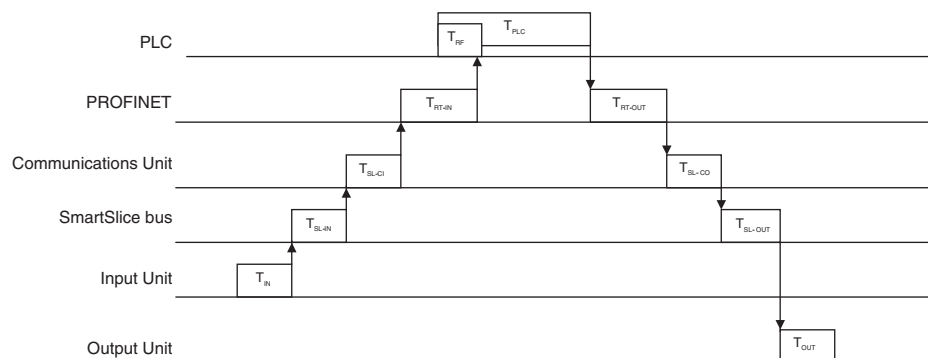 T_PLC
PLC T_RF
PROFINET T_RT-IN T_RT-OUT
Communications Unit T_SL-CI T_SL-CO
SmartSlice bus T_SL-IN T_SL-OUT
Input Unit T_IN
Output Unit T_OUT